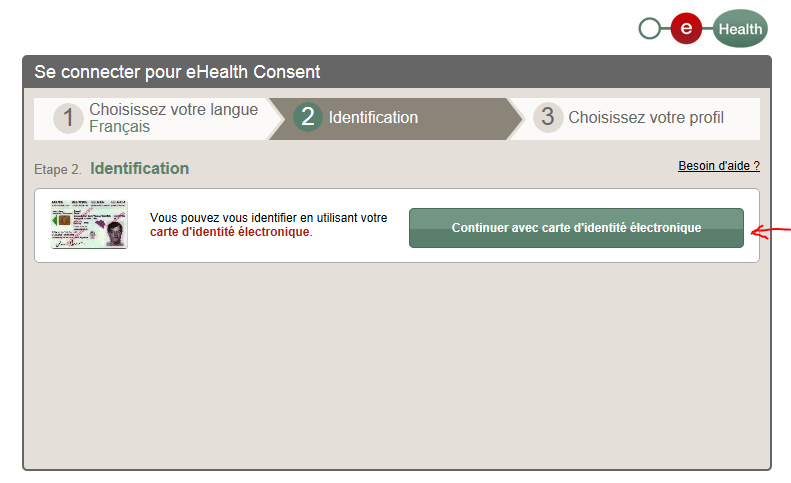 e
Health
Se connecter pour eHealth Consent
1
Choisissez votre langue
Français
2
Identification
3
Choisissez votre profil
Etape 2. Identification
Besoin d'aide ?
Vous pouvez vous identifier en utilisant votre
carte d'identité électronique.
Continuer avec carte d'identité électronique